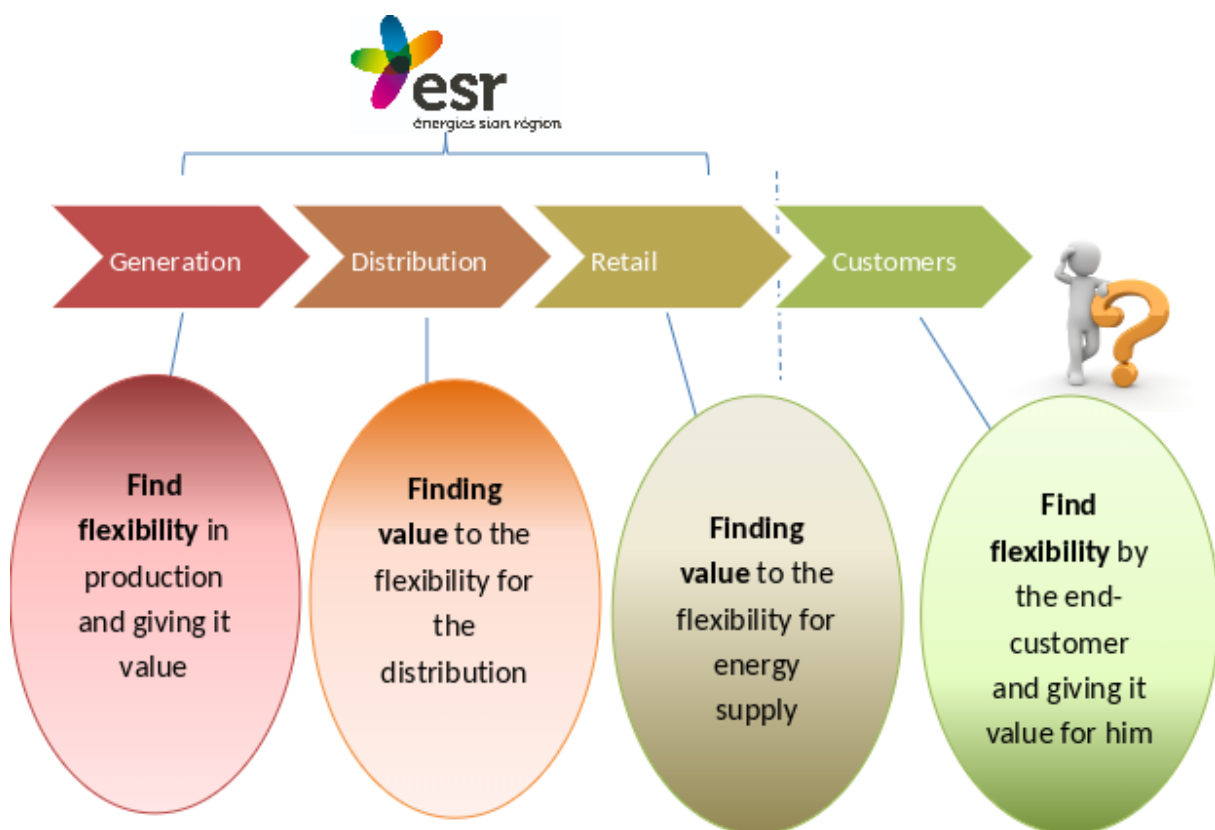 esr
énergies sion région
Generation
Distribution
Retail
Customers
Find
flexibility in
production
and giving it
value
Finding
value to the
flexibility for
the
distribution
Finding
value to the
flexibility for
energy
supply
Find
flexibility by
the end-
customer
and giving it
value for him